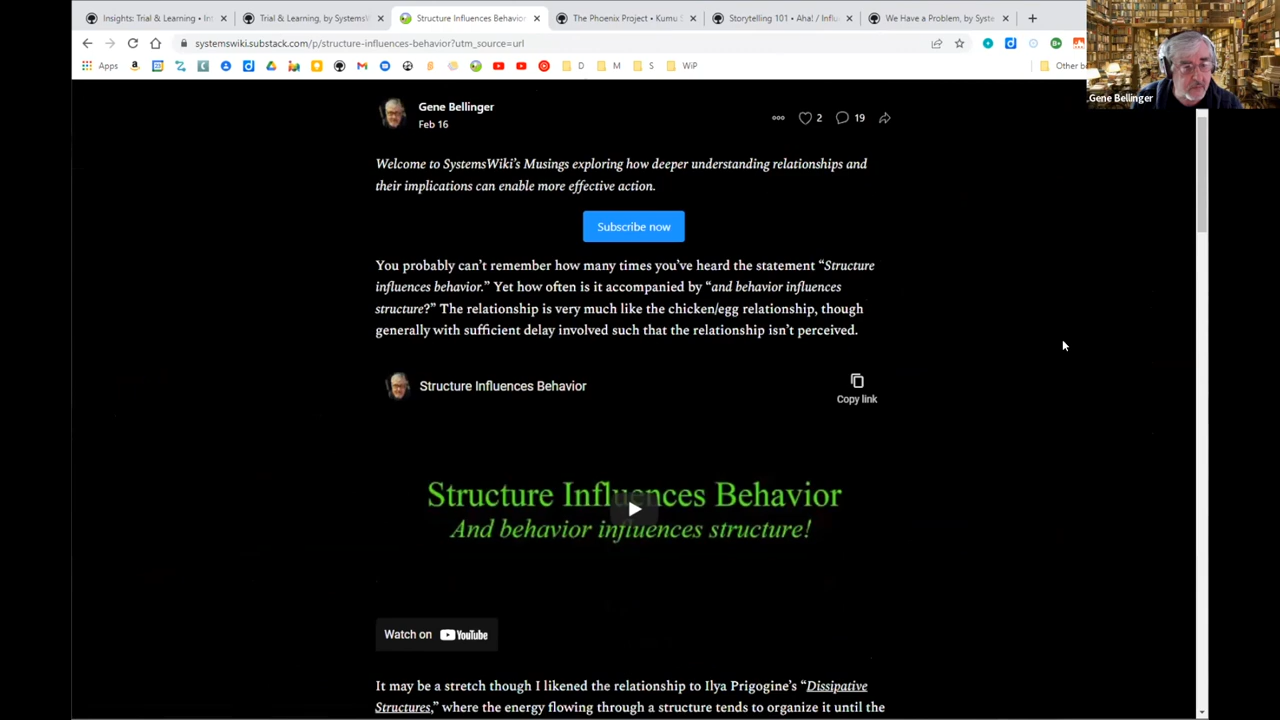 Insights: Trial & Learning • In
Trial & Learning, by SystemsW
Structure Influences Behavior
The Phoenix Project • Kumu
Storytelling 101 • Aha! / Influ
We Have a Problem, by Syste
systemswiki.substack.com/p/structure-influences-behavior?utm_source=url
Apps
D
M
S
WiP
Other b
Gene Bellinger
Gene Bellinger
Feb 16
2
19
Welcome to SystemsWiki's Musings exploring how deeper understanding relationships and
their implications can enable more effective action.
Subscribe now
You probably can't remember how many times you've heard the statement “Structure
influences behavior.” Yet how often is it accompanied by “and behavior influences
structure?” The relationship is very much like the chicken/egg relationship, though
generally with sufficient delay involved such that the relationship isn't perceived.
Structure Influences Behavior
Copy link
Structure Influences Behavior
And behavior influences structure!
Watch on YouTube
It may be a stretch though I likened the relationship to Ilya Prigogine's “Dissipative
Structures,” where the energy flowing through a structure tends to organize it until the